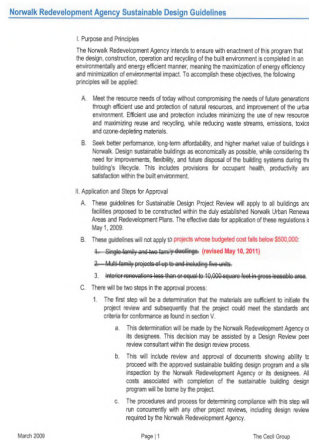 Norwalk Redevelopment Agency Sustainable Design Guidelines
I. Purpose and Principles
The Norwalk Redevelopment Agency intends to ensure with enactment of this program that
the design, construction, operation and recycling of the built environment is completed in an
environmentally and energy efficient manner, meaning the maximization of energy efficiency
and minimization of environmental impact. To accomplish these objectives, the following
principles will be applied:
A. Meet the resource needs of today without compromising the needs of future generations
through efficient use and protection of natural resources, and improvement of the urban
environment. Efficient use and protection includes minimizing the use of new resources
and maximizing reuse and recycling, while reducing waste streams, emissions, toxics
and ozone-depleting materials.
B. Seek better performance, long-term affordability, and higher market value of buildings in
Norwalk. Design sustainable buildings as economically as possible, while considering the
need for improvements, flexibility, and future disposal of the building systems during the
building's lifecycle. This includes provisions for occupant health, productivity and
satisfaction within the built environment.
II. Application and Steps for Approval
A. These guidelines for Sustainable Design Project Review will apply to all buildings and
facilities proposed to be constructed within the duly established Norwalk Urban Renewal
Areas and Redevelopment Plans. The effective date for application of these regulations is
May 1, 2009.
B. These guidelines will not apply to projects whose budgeted cost falls below $500,000:
1. Single family and two family dwellings. (revised May 10, 2011)
2. Multi-family projects of up to and including five units.
3. Interior renovations less than or equal to 10,000 square feet in gross leasable area.
C. There will be two steps in the approval process:
1. The first step will be a determination that the materials are sufficient to initiate the
project review and subsequently that the project could meet the standards and
criteria for conformance as found in section V.
a. This determination will be made by the Norwalk Redevelopment Agency or
its designees. This decision may be assisted by a Design Review peer
review consultant within the design review process.
b. This will include review and approval of documents showing ability to
proceed with the approved sustainable building design program and a site
inspection by the Norwalk Redevelopment Agency or its designees. All
costs associated with completion of the sustainable building design
program will be borne by the project.
c. The procedures and process for determining compliance with this step will
run concurrently with any other project reviews, including design review
required by the Norwalk Redevelopment Agency.
March 2009 Page | 1 The Cecil Group